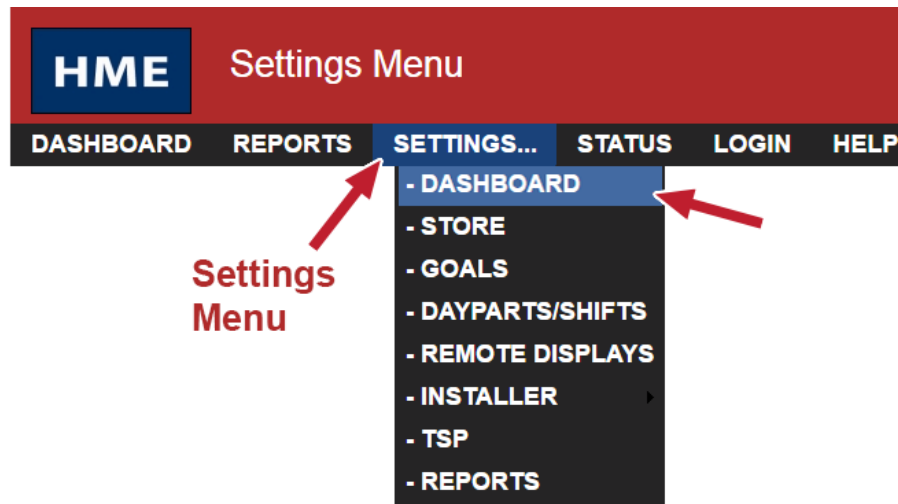 HME
Settings Menu
DASHBOARD REPORTS SETTINGS... STATUS LOGIN HELP
- DASHBOARD
- STORE
- GOALS
- DAYPARTS/SHIFTS
- REMOTE DISPLAYS
- INSTALLER
- TSP
- REPORTS
Settings
Menu